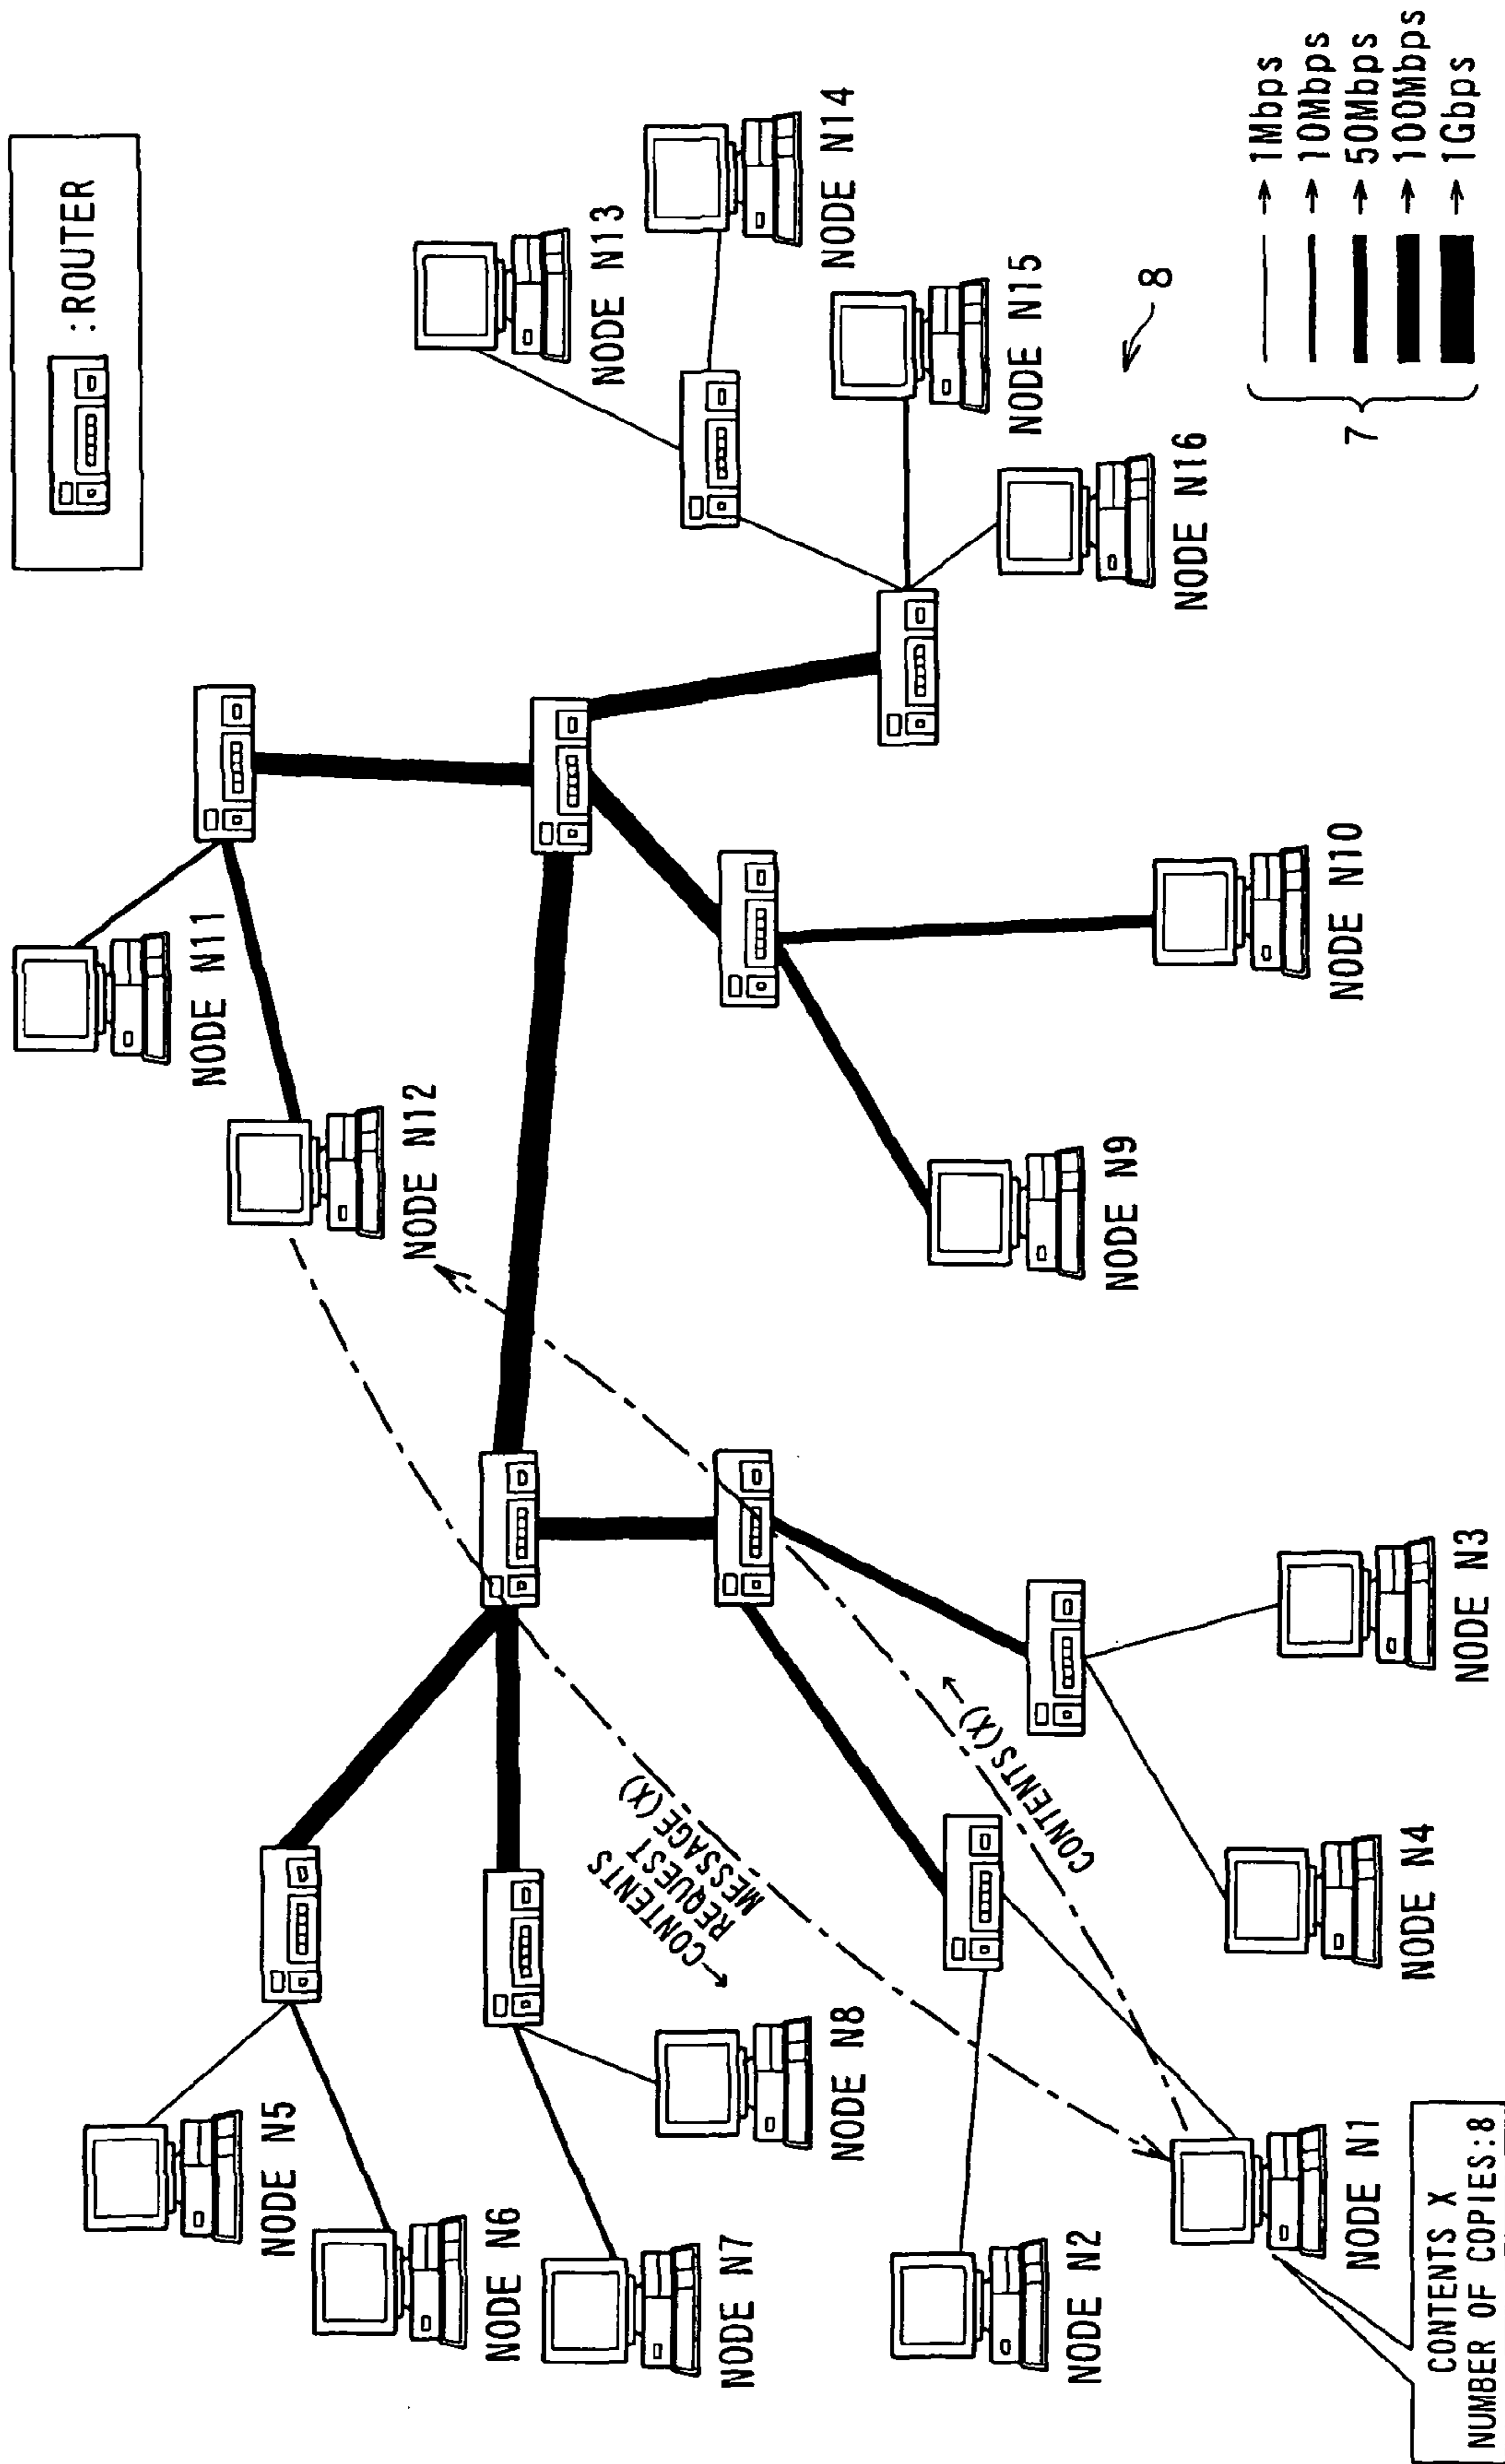 :ROUTER
NODE N5
NODE N6
NODE N7
NODE N8
NODE N2
NODE N1
NODE N4
NODE N3
NODE N12
NODE N11
NODE N9
NODE N10
NODE N13
NODE N14
NODE N15
NODE N16
CONTENTS
REQUEST
MESSAGE(X)
CONTENTS(X)
CONTENTS X
NUMBER OF COPIES:8
8
7
1Mbps
10Mbps
50Mbps
100Mbps
1Gbps